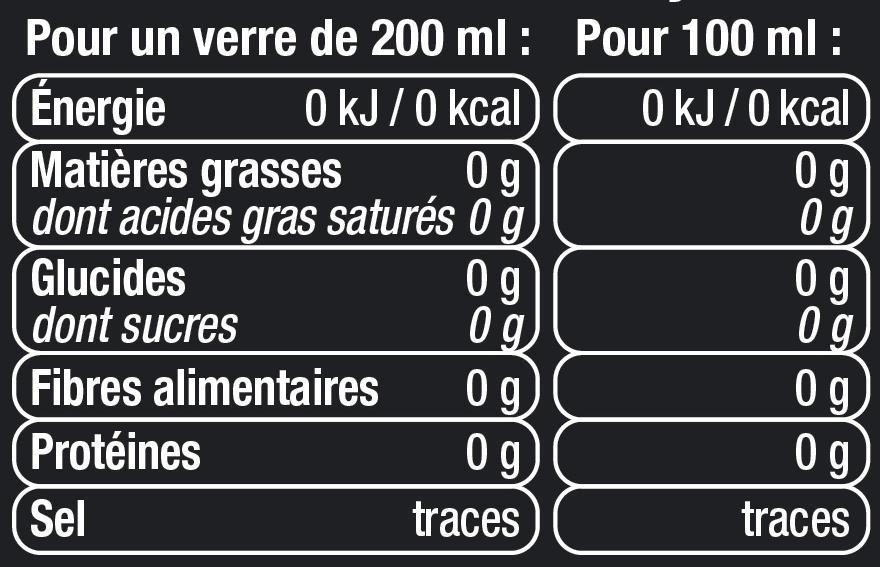 Pour un verre de 200 ml : Pour 100 ml :
Énergie 0 kJ / 0 kcal 0 kJ / 0 kcal
Matières grasses 0 g 0 g
dont acides gras saturés 0 g 0 g
Glucides 0 g 0 g
dont sucres 0 g 0 g
Fibres alimentaires 0 g 0 g
Protéines 0 g 0 g
Sel traces traces